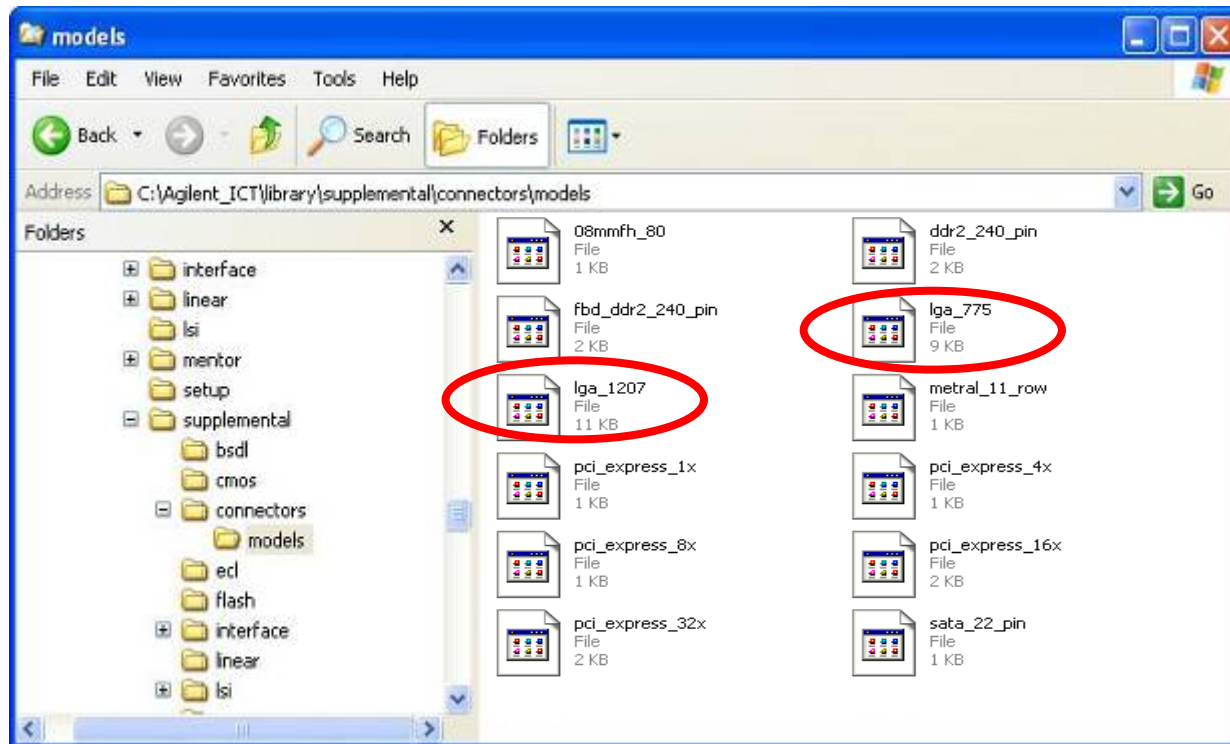 models
File Edit View Favorites Tools Help
Back Search Folders
Address C:\Agilent_ICT\library\supplemental\connectors\models Go
Folders
interface
linear
lsi
mentor
setup
supplemental
bsdl
cmos
connectors
models
ecl
flash
interface
linear
lsi
08mmfh_80
File
1 KB
ddr2_240_pin
File
2 KB
fbd_ddr2_240_pin
File
2 KB
lga_775
File
9 KB
lga_1207
File
11 KB
metral_11_row
File
1 KB
pci_express_1x
File
1 KB
pci_express_4x
File
1 KB
pci_express_8x
File
1 KB
pci_express_16x
File
2 KB
pci_express_32x
File
2 KB
sata_22_pin
File
1 KB